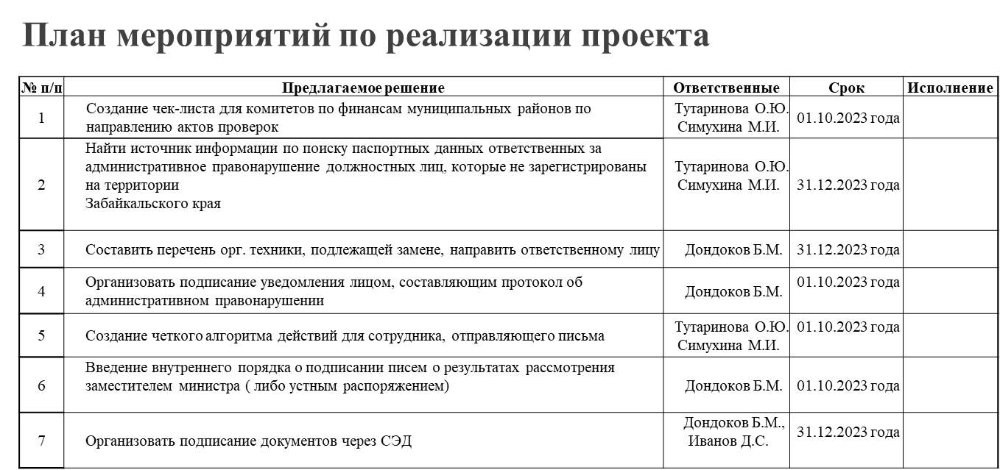 План мероприятий по реализации проекта
№ п/п Предлагаемое решение Ответственные Срок Исполнение
1 Создание чек-листа для комитетов по финансам муниципальных районов по направлению актов проверок Тутаринова О.Ю. Симухина М.И. 01.10.2023 года
2 Найти источник информации по поиску паспортных данных ответственных за
административное правонарушение должностных лиц, которые не зарегистрированы
на территории
Забайкальского края
Тутаринова О.Ю.
Симухина М.И.
31.12.2023 года
3 Составить перечень орг. техники, подлежащей замене, направить ответственному лицу Дондоков Б.М. 31.12.2023 года
4 Организовать подписание уведомления лицом, составляющим протокол об
административном правонарушении
Дондоков Б.М.
01.10.2023 года
5 Создание четкого алгоритма действий для сотрудника, отправляющего письма
Тутаринова О.Ю.
Симухина М.И.
01.10.2023 года
6 Введение внутреннего порядка о подписании писем о результатах рассмотрения
заместителем министра ( либо устным распоряжением)
Дондоков Б.М.
01.10.2023 года
7 Организовать подписание документов через СЭД
Дондоков Б.М.,
Иванов Д.С.
31.12.2023 года